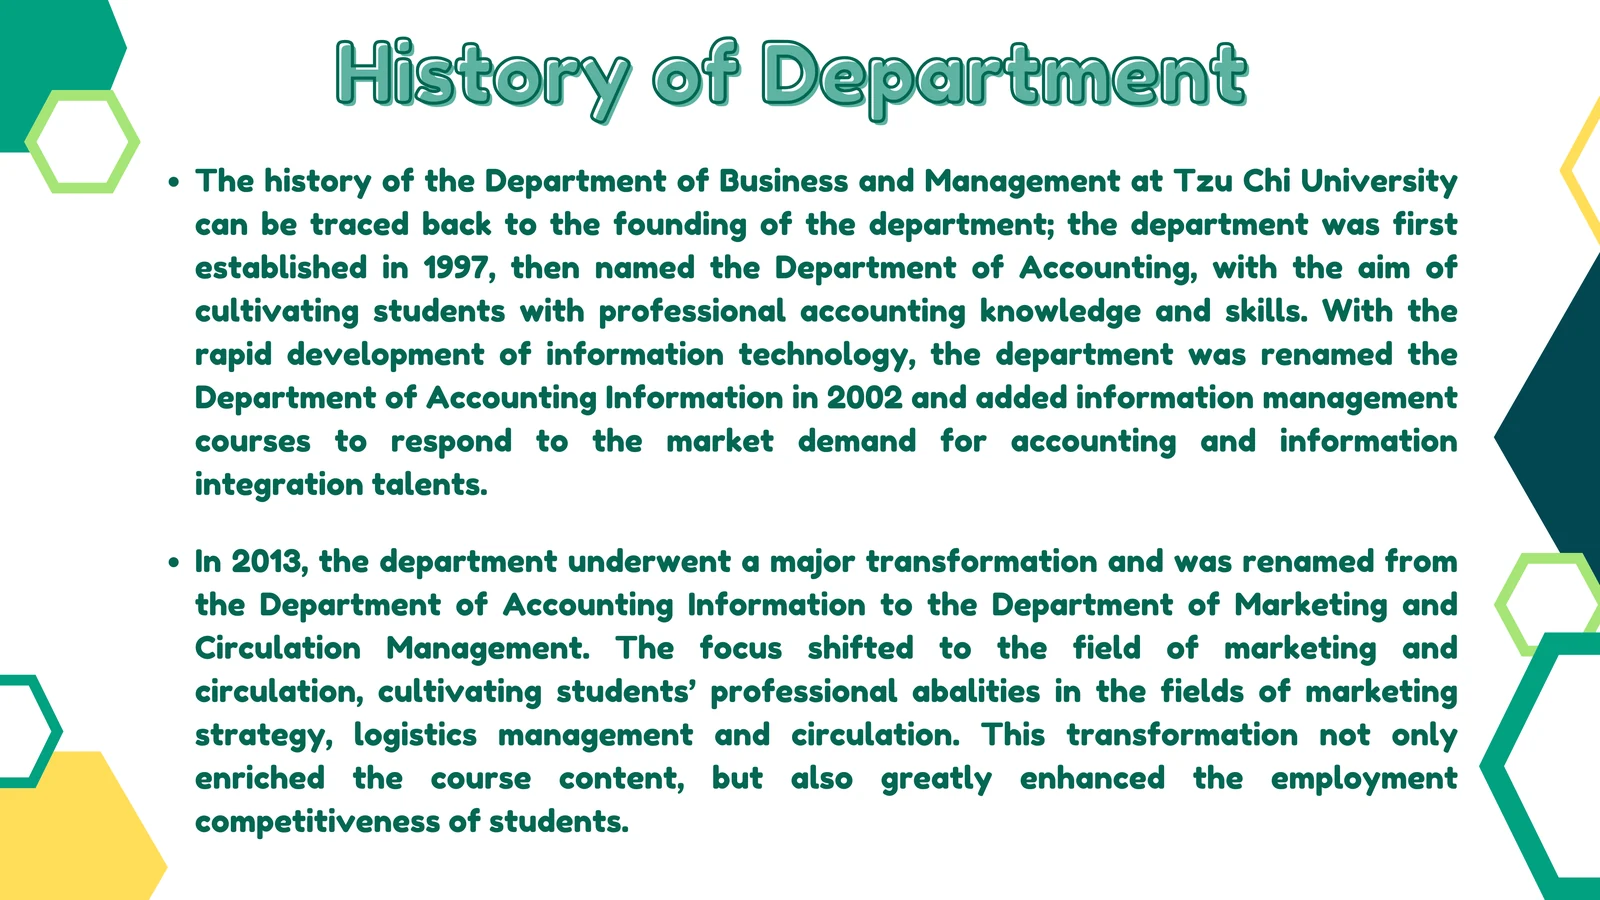 History of Department
• The history of the Department of Business and Management at Tzu Chi University
can be traced back to the founding of the department; the department was first
established in 1997, then named the Department of Accounting, with the aim of
cultivating students with professional accounting knowledge and skills. With the
rapid development of information technology, the department was renamed the
Department of Accounting Information in 2002 and added information management
courses to respond to the market demand for accounting and information
integration talents.
• In 2013, the department underwent a major transformation and was renamed from
the Department of Accounting Information to the Department of Marketing and
Circulation Management. The focus shifted to the field of marketing and
circulation, cultivating students’ professional abalities in the fields of marketing
strategy, logistics management and circulation. This transformation not only
enriched the course content, but also greatly enhanced the employment
competitiveness of students.